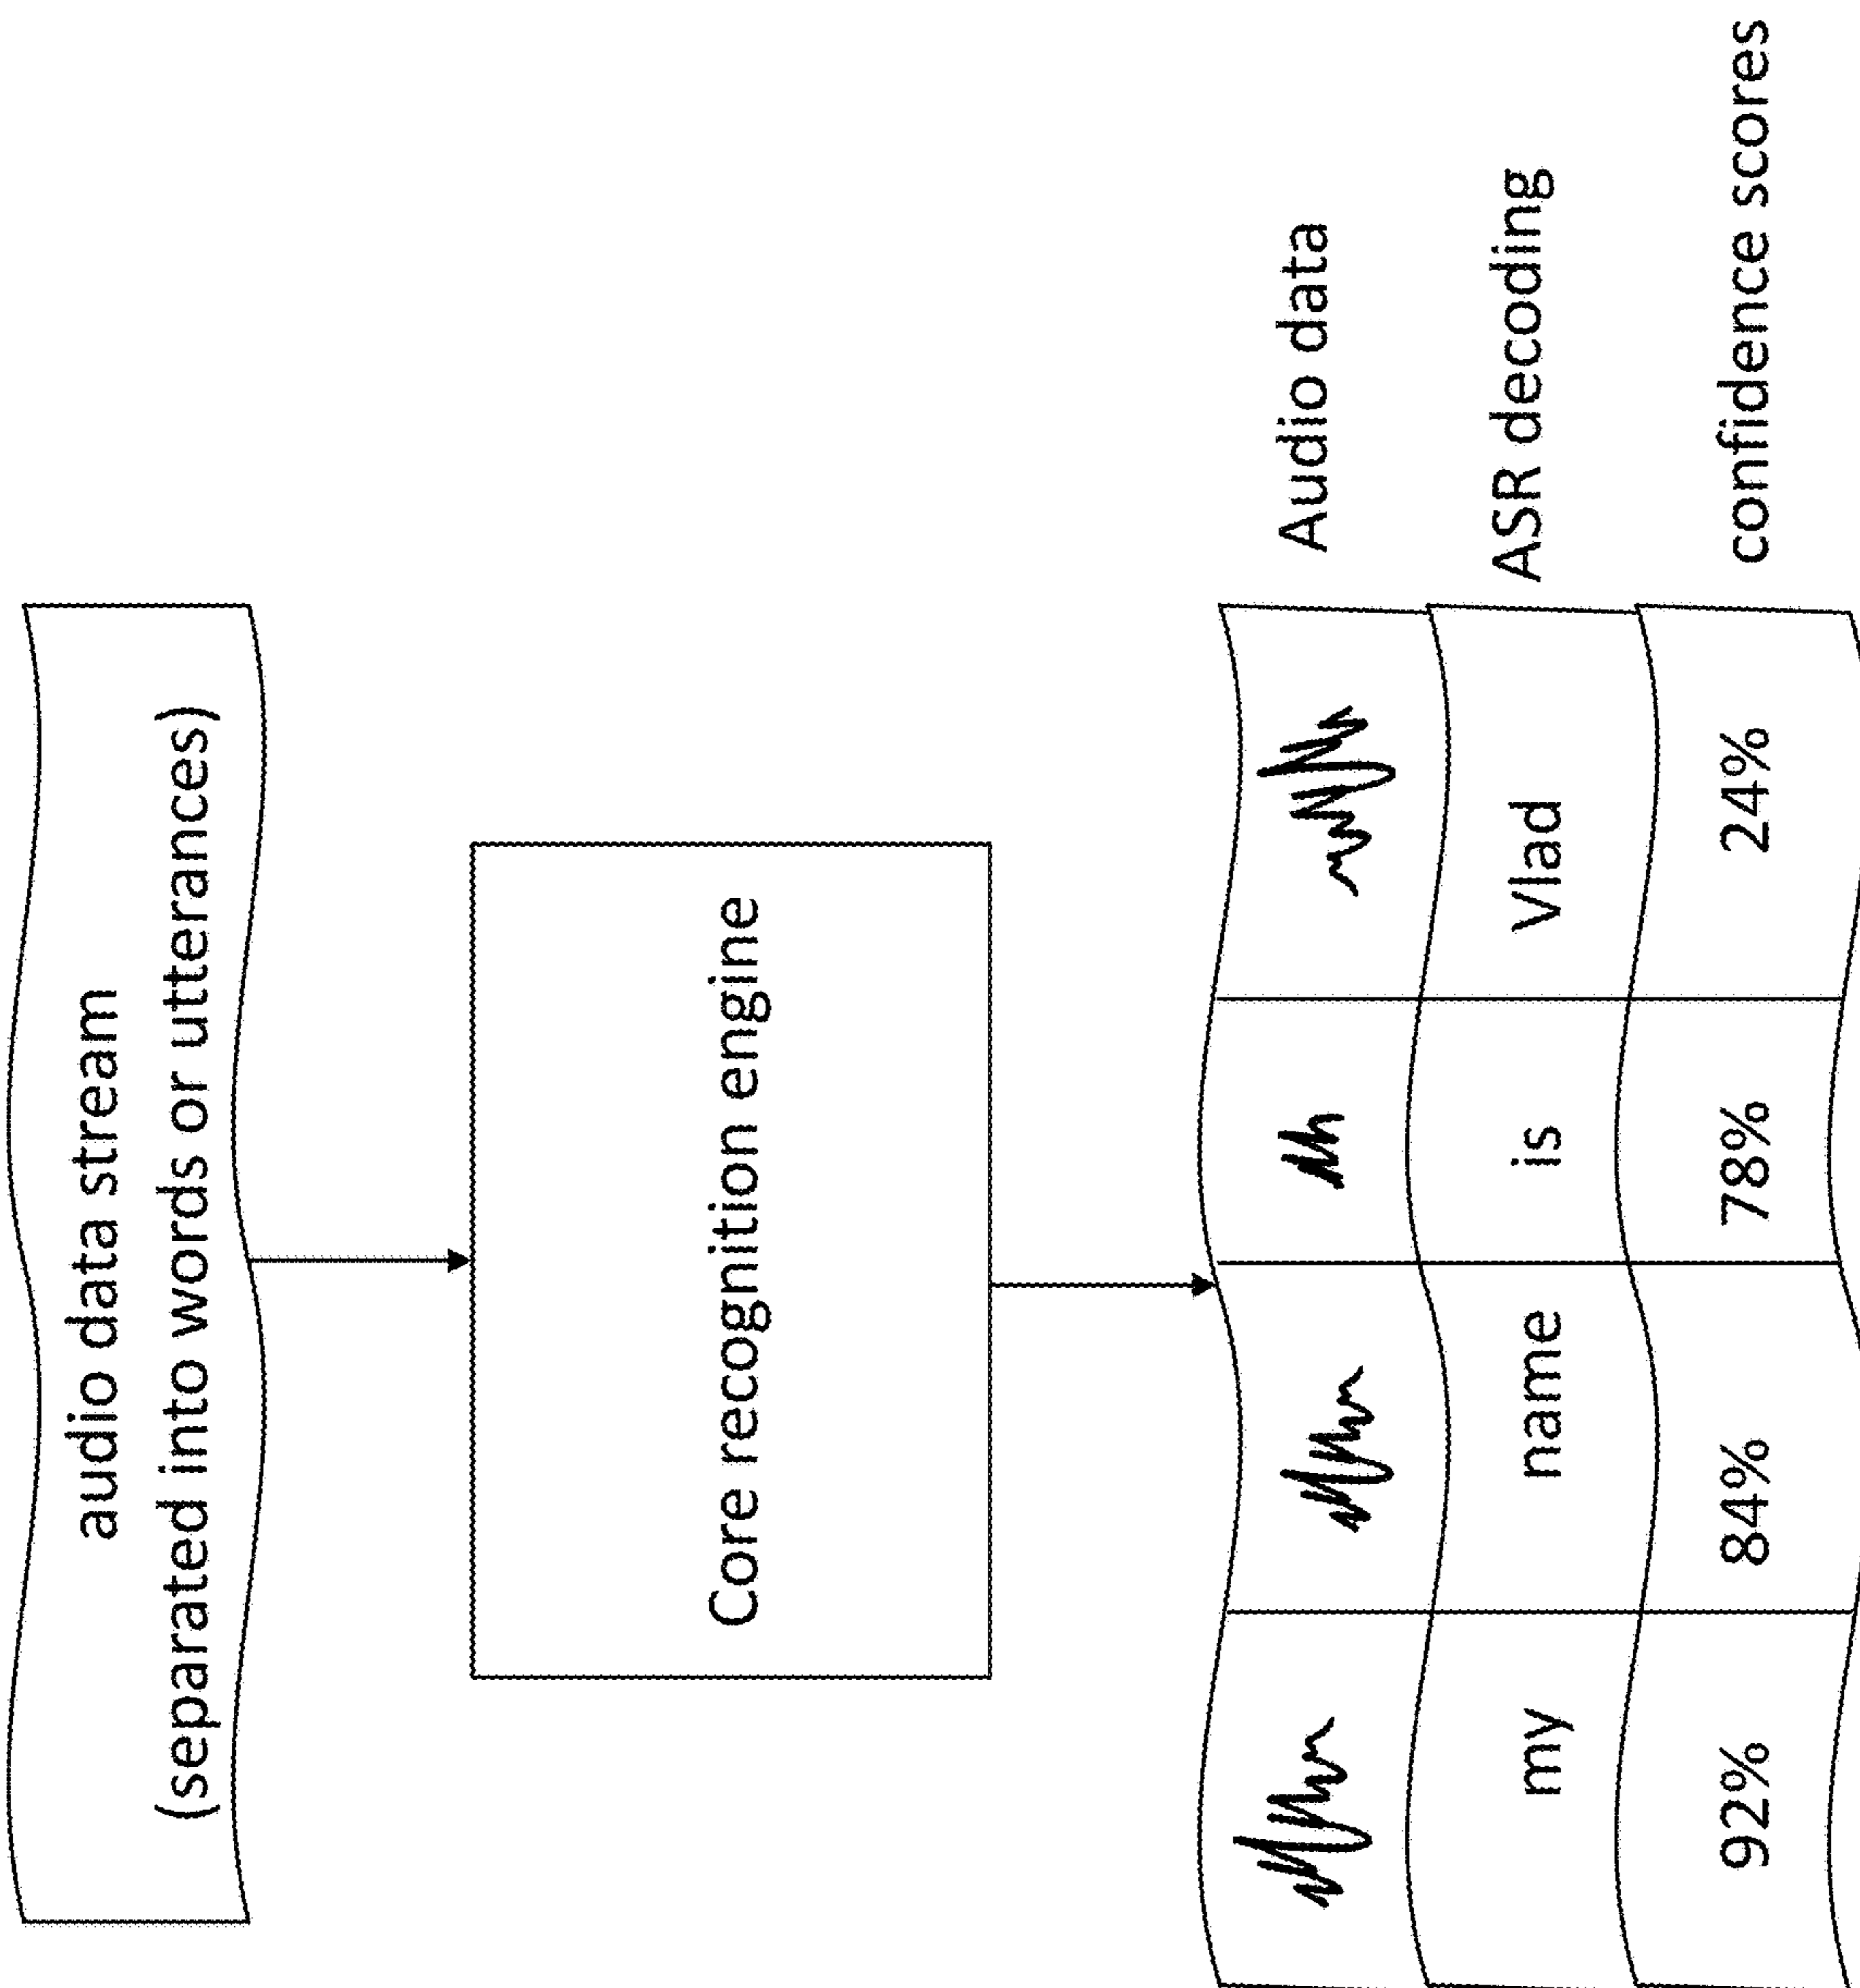 audio data stream
(separated into words or utterances)
Core recognition engine
Audio data
my name is Vlad ASR decoding
92% 84% 78% 24% confidence scores